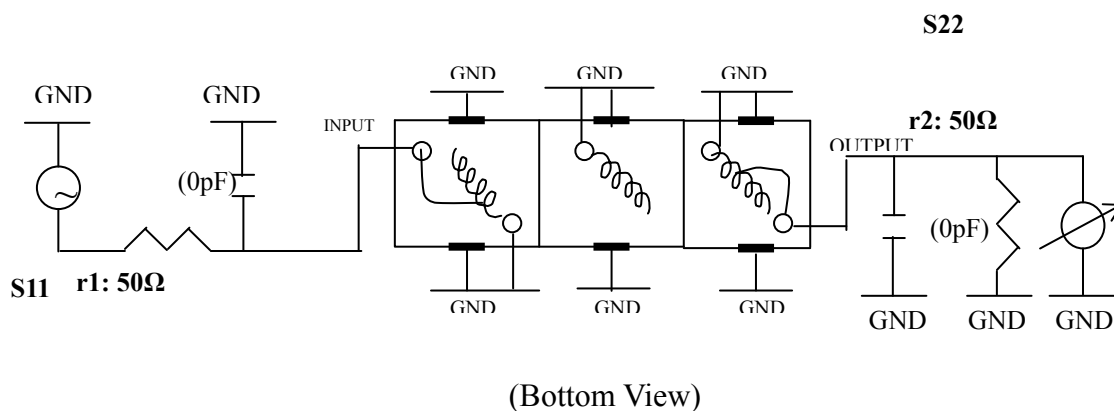 S22
GND
GND
GND
GND
GND
INPUT
r2: 50Ω
OUTPUT
(0pF)
(0pF)
S11
r1: 50Ω
GND
GND
GND
GND
GND
GND
(Bottom View)